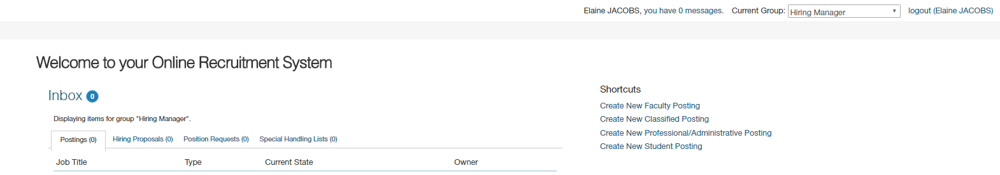 Elaine JACOBS, you have 0 messages. Current Group: Hiring Manager logout (Elaine JACOBS)
Welcome to your Online Recruitment System
Inbox 0
Displaying items for group "Hiring Manager".
Postings (0) Hiring Proposals (0) Position Requests (0) Special Handling Lists (0)
Job Title Type Current State Owner
Shortcuts
Create New Faculty Posting
Create New Classified Posting
Create New Professional/Administrative Posting
Create New Student Posting